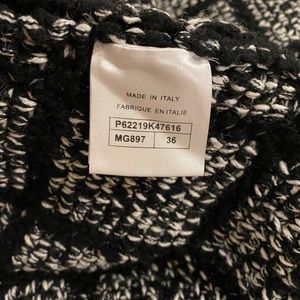 MADE IN ITALY
FABRIQUE EN ITALIE
P62219K47616
MG897 36